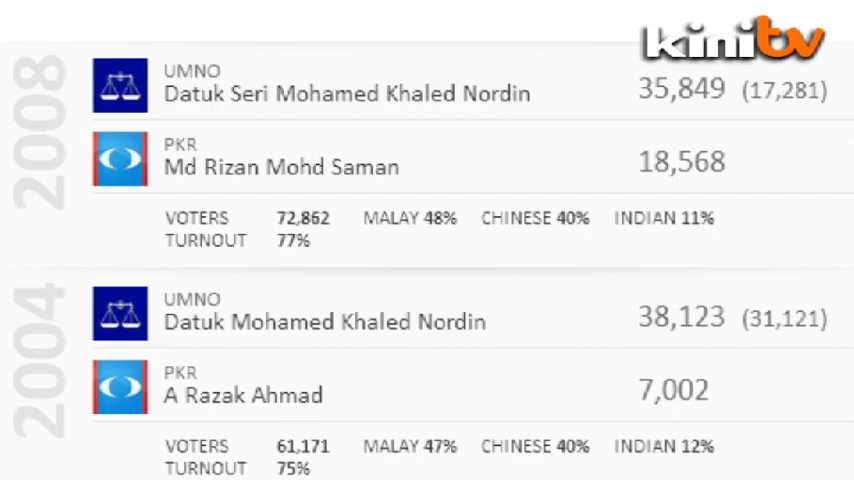 kinitv
2008
UMNO
Datuk Seri Mohamed Khaled Nordin 35,849 (17,281)
PKR
Md Rizan Mohd Saman 18,568
VOTERS 72,862 MALAY 48% CHINESE 40% INDIAN 11%
TURNOUT 77%
2004
UMNO
Datuk Mohamed Khaled Nordin 38,123 (31,121)
PKR
A Razak Ahmad 7,002
VOTERS 61,171 MALAY 47% CHINESE 40% INDIAN 12%
TURNOUT 75%